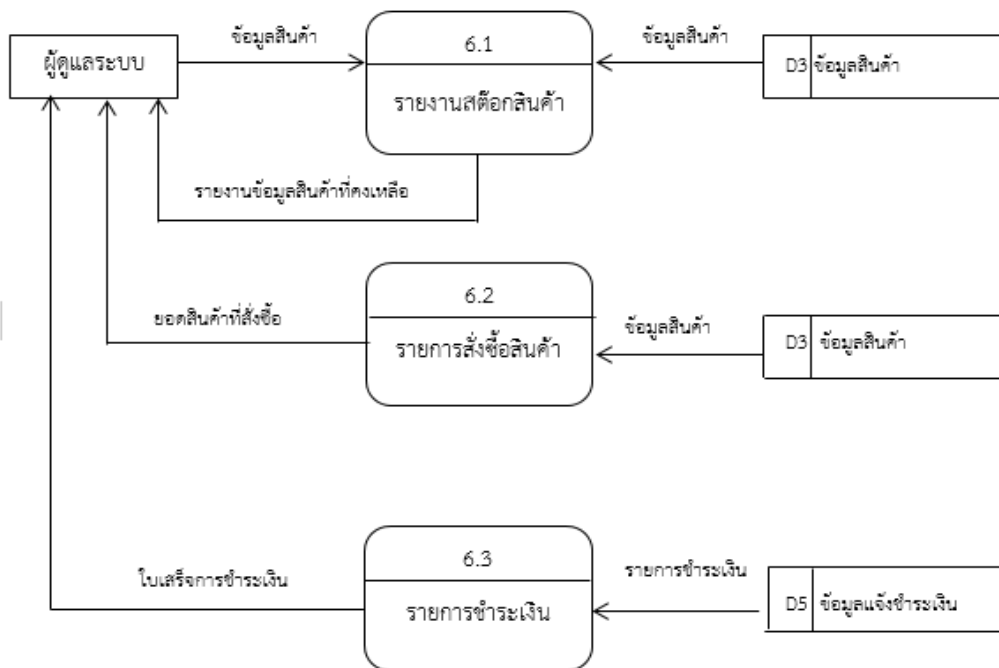 ข้อมูลสินค้า
6.1
ข้อมูลสินค้า
ผู้ดูแลระบบ
D3 ข้อมูลสินค้า
รายงานสต๊อกสินค้า
รายงานข้อมูลสินค้าที่คงเหลือ
6.2
ยอดสินค้าที่สั่งซื้อ
ข้อมูลสินค้า
D3 ข้อมูลสินค้า
รายการสั่งซื้อสินค้า
6.3
ใบเสร็จการชำระเงิน
รายการชำระเงิน
D5 ข้อมูลแจ้งชำระเงิน
รายการชำระเงิน